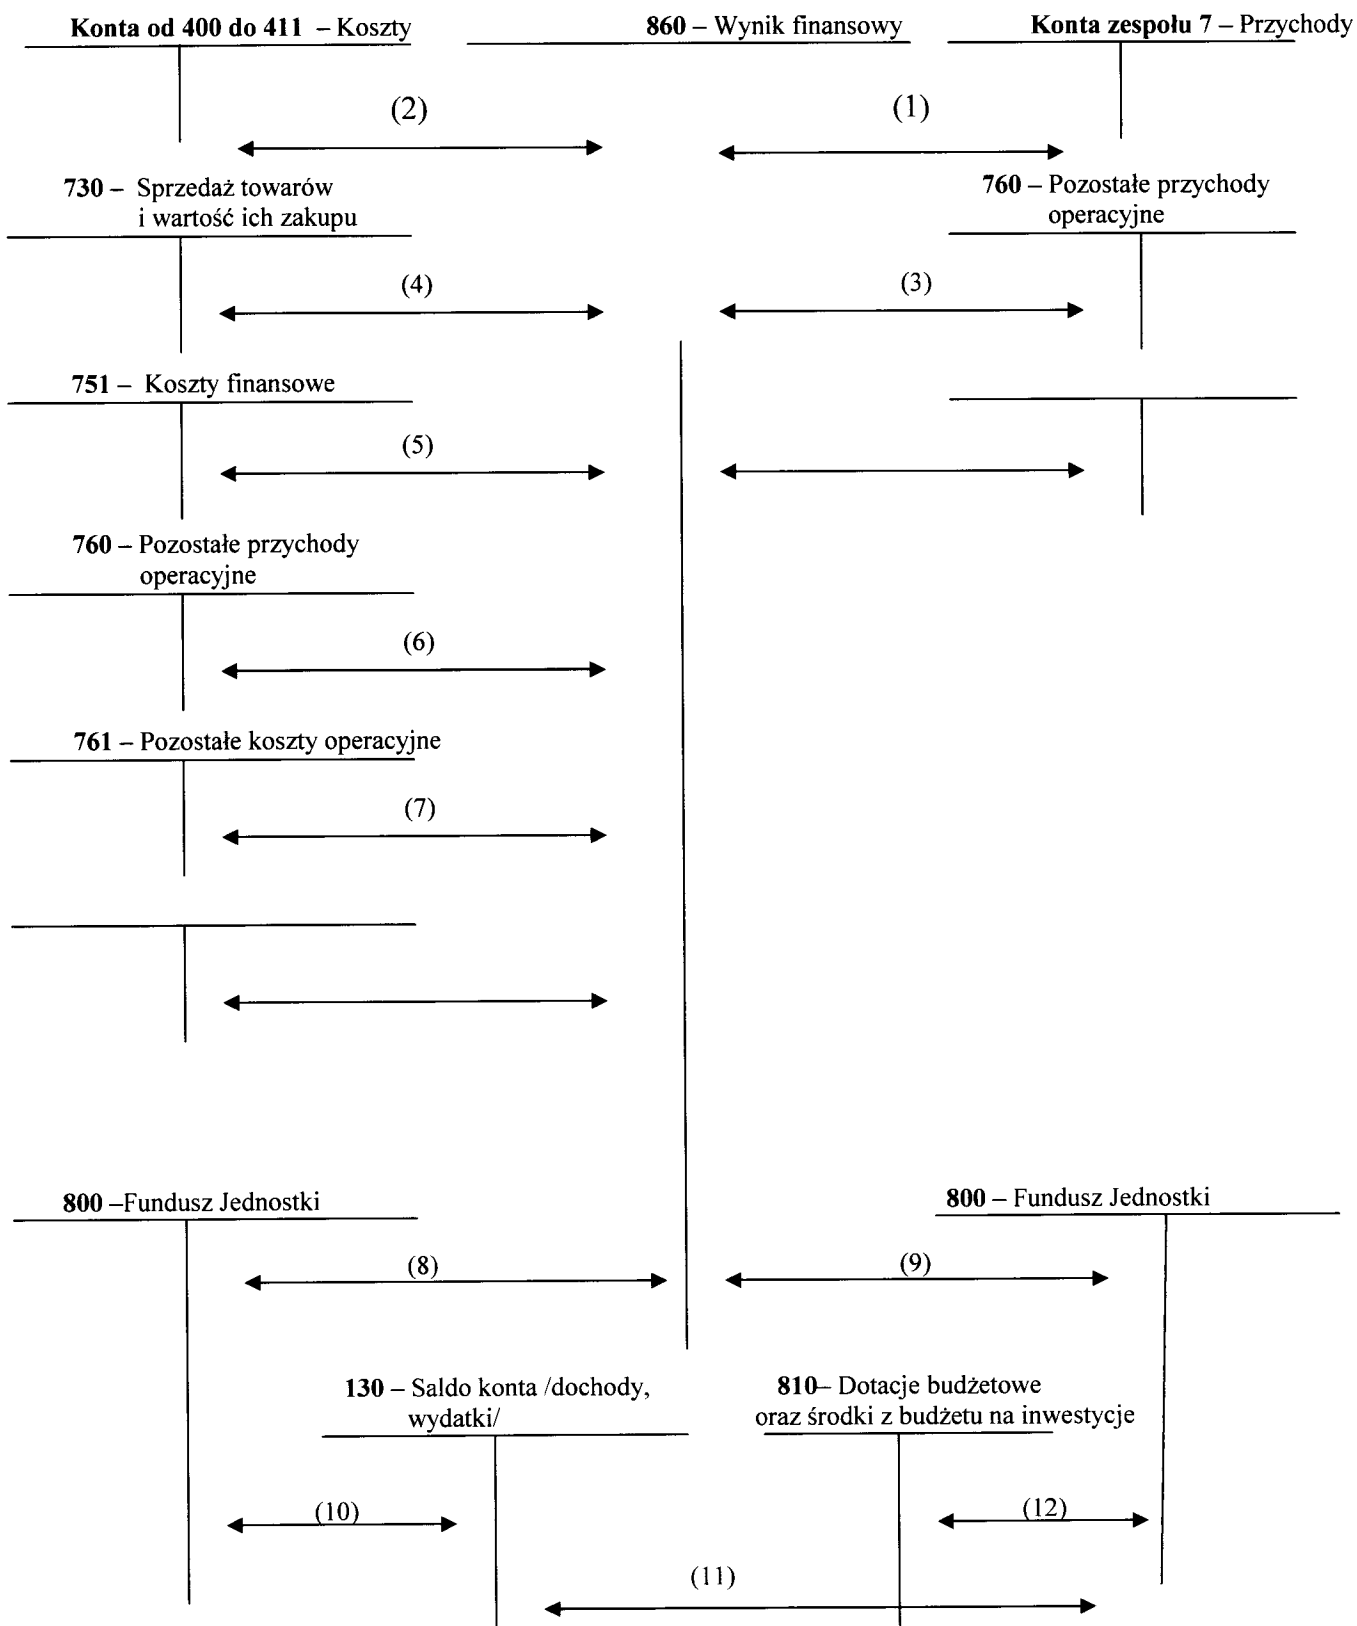 Konta od 400 do 411 – Koszty
860 – Wynik finansowy
Konta zespołu 7 – Przychody
(2)
(1)
730 – Sprzedaż towarów
i wartość ich zakupu
760 – Pozostałe przychody
operacyjne
(4)
(3)
751 – Koszty finansowe
(5)
760 – Pozostałe przychody
operacyjne
(6)
761 – Pozostałe koszty operacyjne
(7)
800 –Fundusz Jednostki
800 – Fundusz Jednostki
(8)
(9)
130 – Saldo konta /dochody,
wydatki/
810– Dotacje budżetowe
oraz środki z budżetu na inwestycje
(10)
(12)
(11)